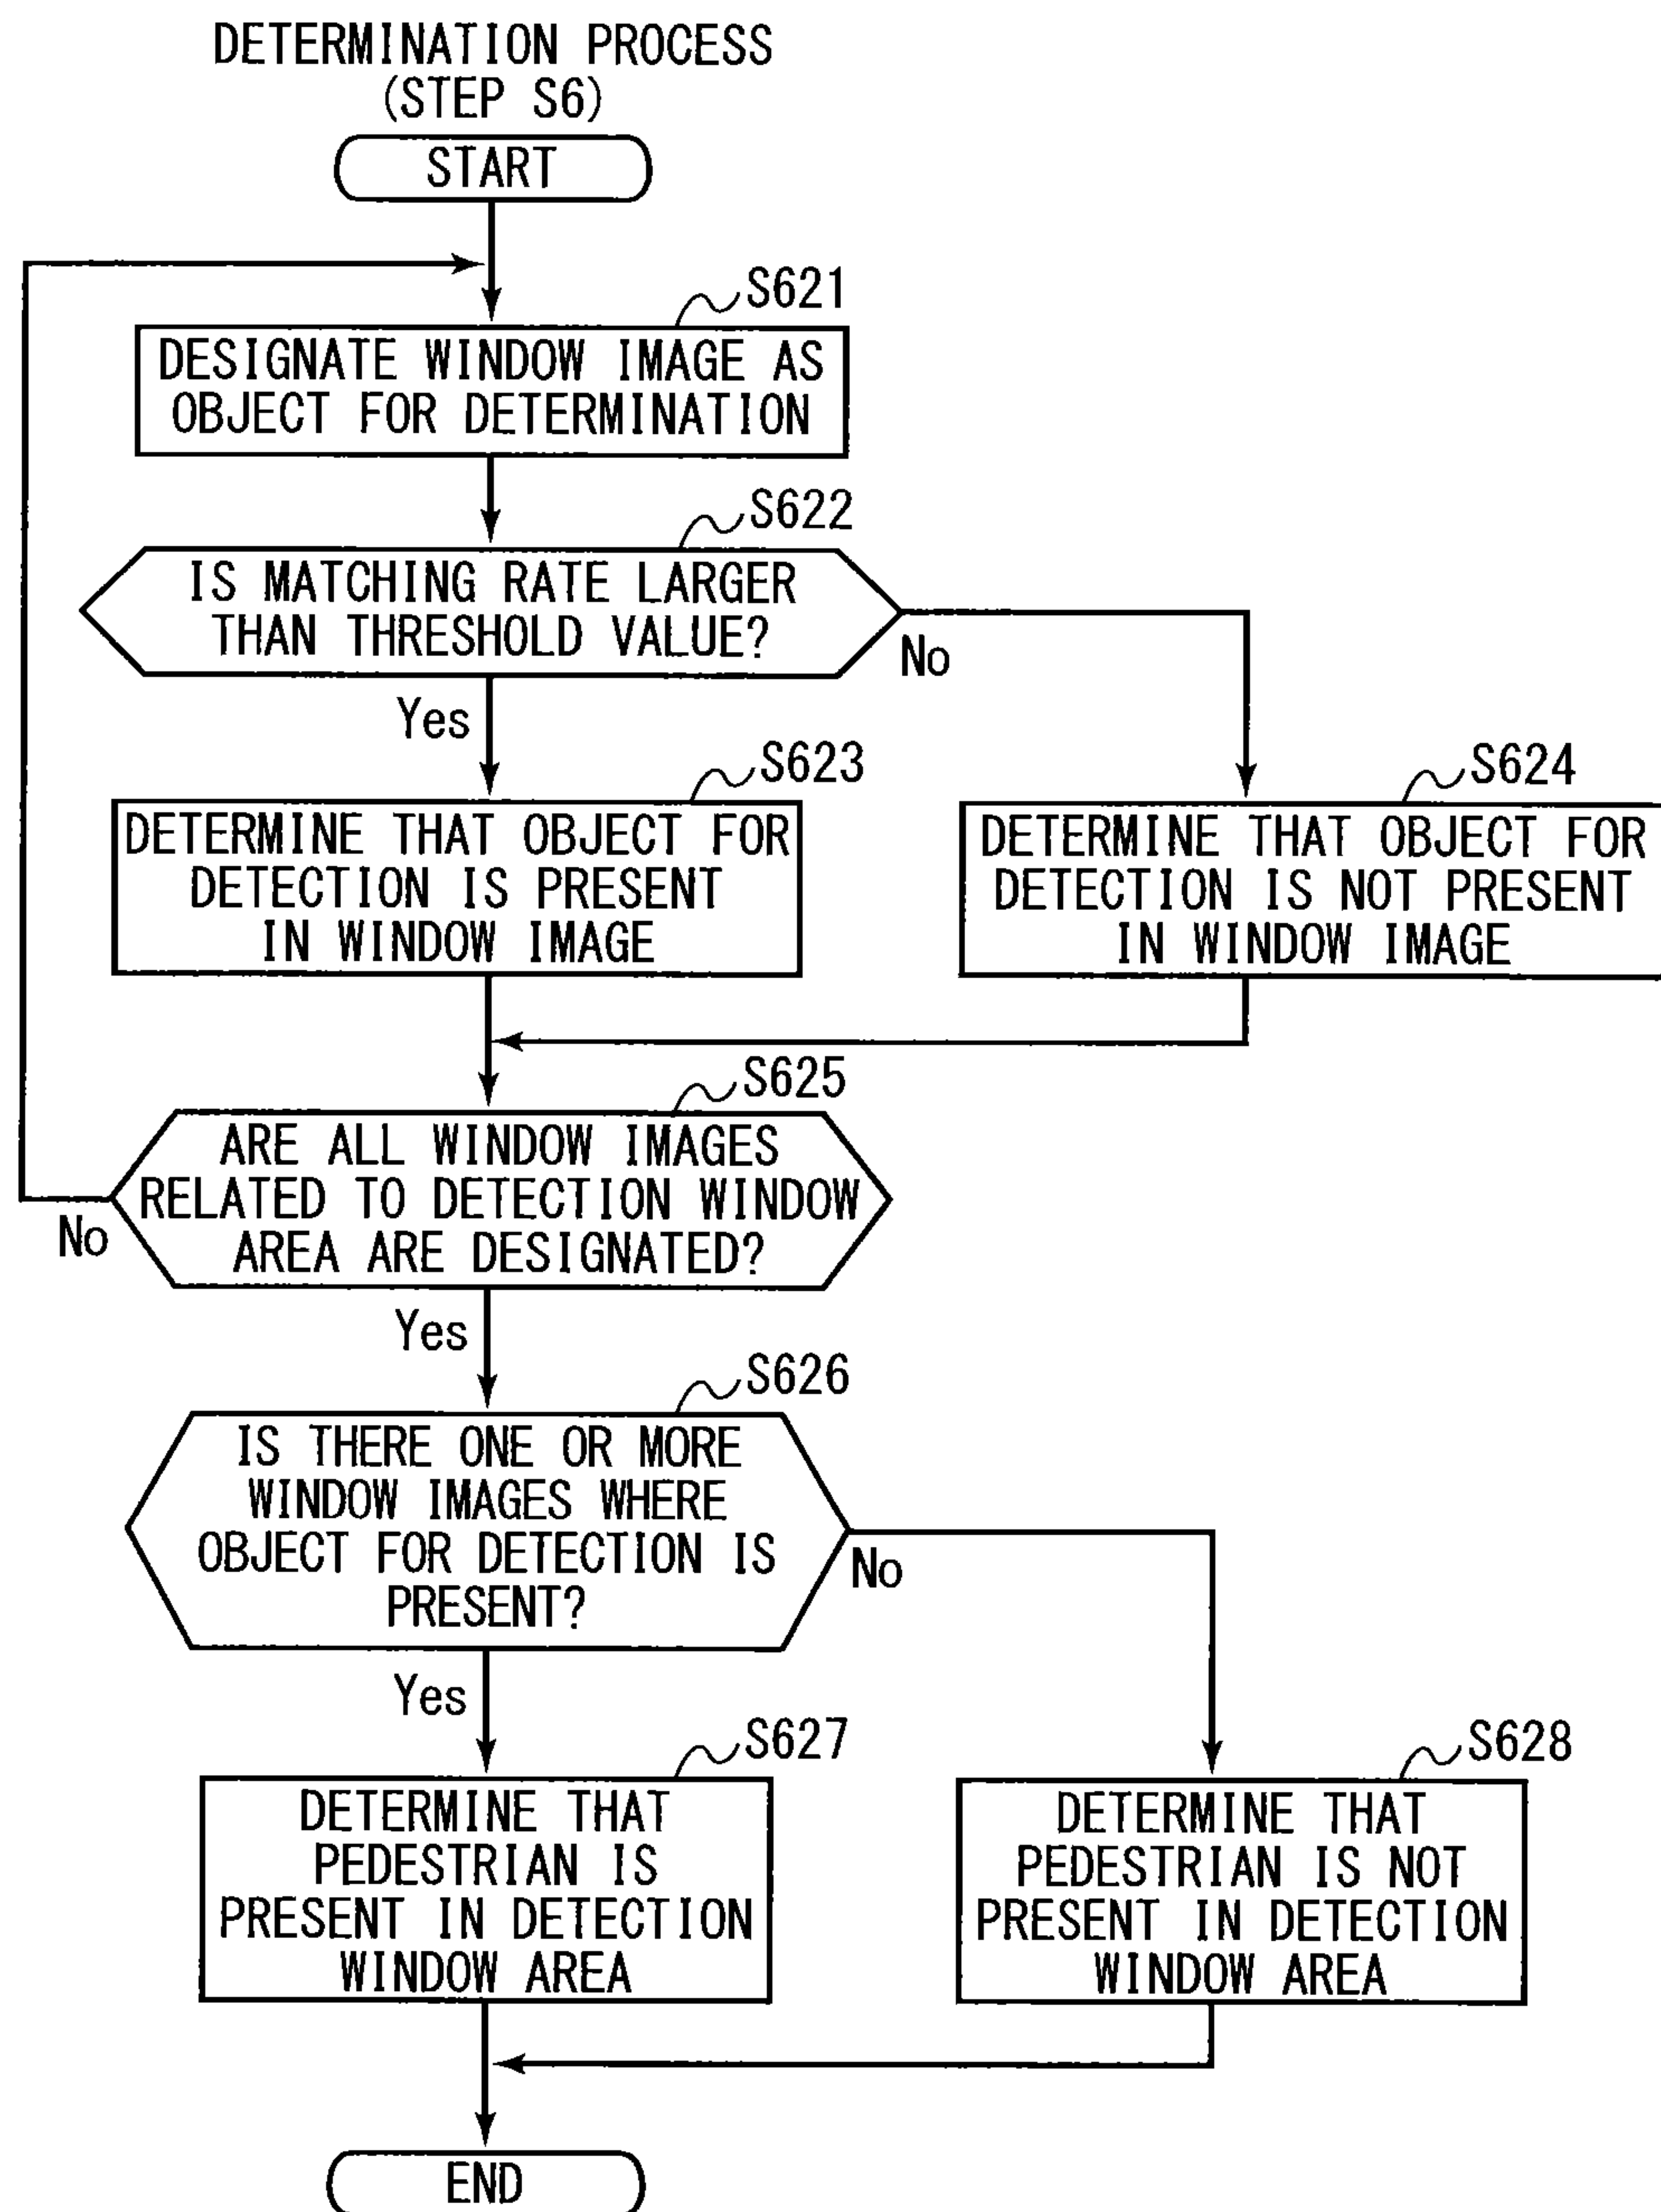 DETERMINATION PROCESS
(STEP S6)
START
S621
DESIGNATE WINDOW IMAGE AS
OBJECT FOR DETERMINATION
S622
IS MATCHING RATE LARGER
THAN THRESHOLD VALUE?
No
Yes
S623
DETERMINE THAT OBJECT FOR
DETECTION IS PRESENT
IN WINDOW IMAGE
S624
DETERMINE THAT OBJECT FOR
DETECTION IS NOT PRESENT
IN WINDOW IMAGE
S625
ARE ALL WINDOW IMAGES
RELATED TO DETECTION WINDOW
AREA ARE DESIGNATED?
No
Yes
S626
IS THERE ONE OR MORE
WINDOW IMAGES WHERE
OBJECT FOR DETECTION IS
PRESENT?
No
Yes
S627
DETERMINE THAT
PEDESTRIAN IS
PRESENT IN DETECTION
WINDOW AREA
S628
DETERMINE THAT
PEDESTRIAN IS NOT
PRESENT IN DETECTION
WINDOW AREA
END